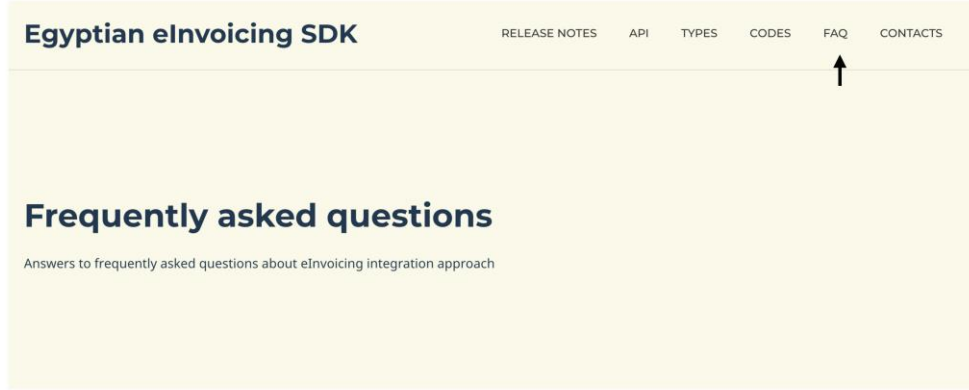 Egyptian eInvoicing SDK
RELEASE NOTES API TYPES CODES FAQ CONTACTS
Frequently asked questions
Answers to frequently asked questions about eInvoicing integration approach